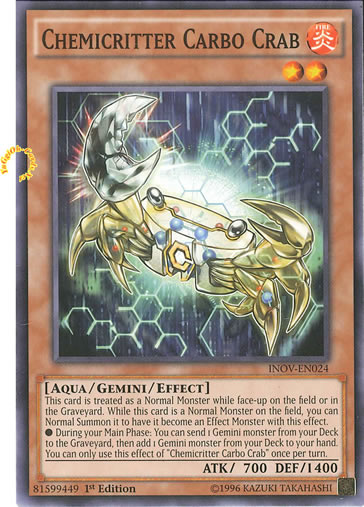 CHEMICRITTER CARBO CRAB
FIRE
炎
INOV-EN024
[AQUA/GEMINI/EFFECT]
This card is treated as a Normal Monster while face-up on the field or in
the Graveyard. While this card is a Normal Monster on the field, you can
Normal Summon it to have it become an Effect Monster with this effect.
● During your Main Phase: You can send 1 Gemini monster from your Deck
to the Graveyard, then add 1 Gemini monster from your Deck to your hand.
You can only use this effect of "Chemicritter Carbo Crab" once per turn.
ATK/ 700 DEF/1400
81599449 1st Edition ©1996 KAZUKI TAKAHASHI